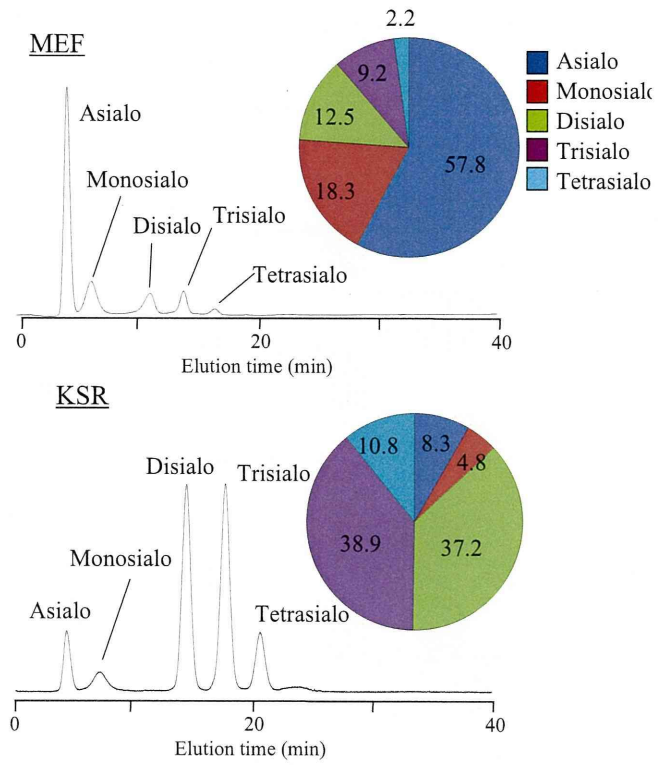 MEF
2.2
9.2
12.5
18.3
57.8
Asialo
Monosialo
Disialo
Trisialo
Tetrasialo
Asialo
Monosialo
Disialo
Trisialo
Tetrasialo
0 20 40
Elution time (min)
KSR
10.8
8.3
4.8
38.9
37.2
Disialo
Trisialo
Monosialo
Asialo
Tetrasialo
0 20 40
Elution time (min)